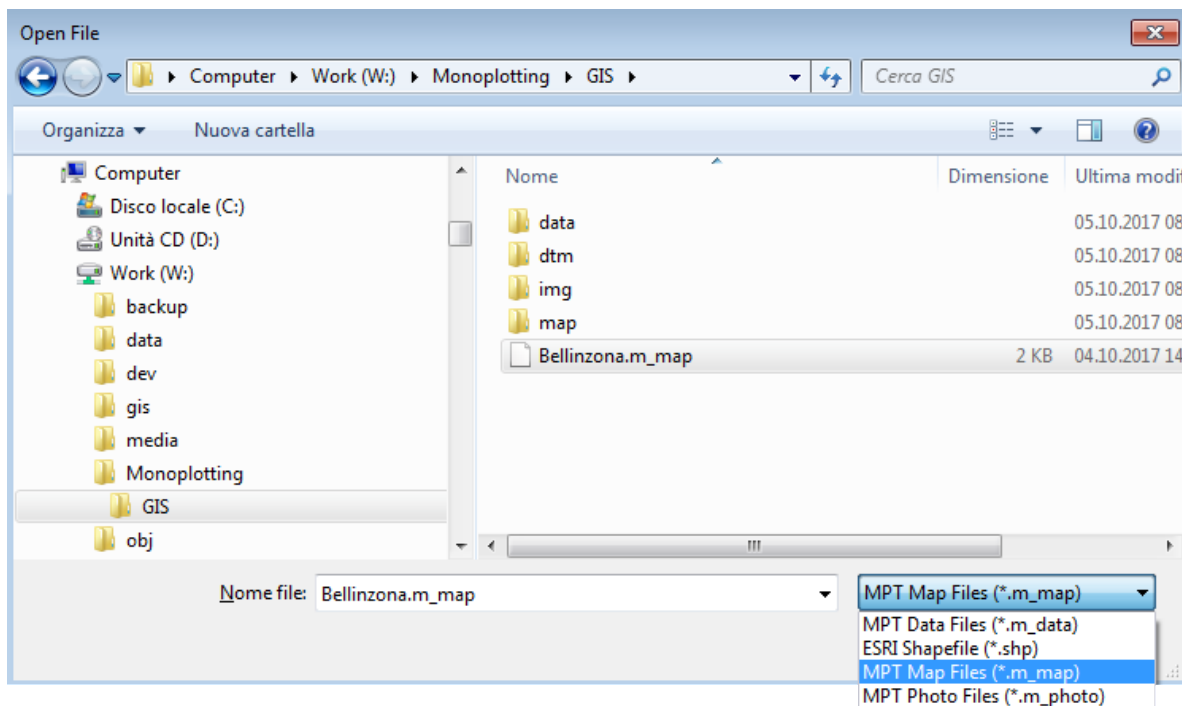 Open File
Computer Work (W:) Monoplotting GIS
Cerca GIS
Organizza Nuova cartella
Computer
Disco locale (C:)
Unità CD (D:)
Work (W:)
backup
data
dev
gis
media
Monoplotting
GIS
obj
Nome Dimensione Ultima modif
data 05.10.2017 08
dtm 05.10.2017 08
img 05.10.2017 08
map 05.10.2017 08
Bellinzona.m_map 2 KB 04.10.2017 14
Nome file: Bellinzona.m_map
MPT Map Files (*.m_map)
MPT Data Files (*.m_data)
ESRI Shapefile (*.shp)
MPT Map Files (*.m_map)
MPT Photo Files (*.m_photo)